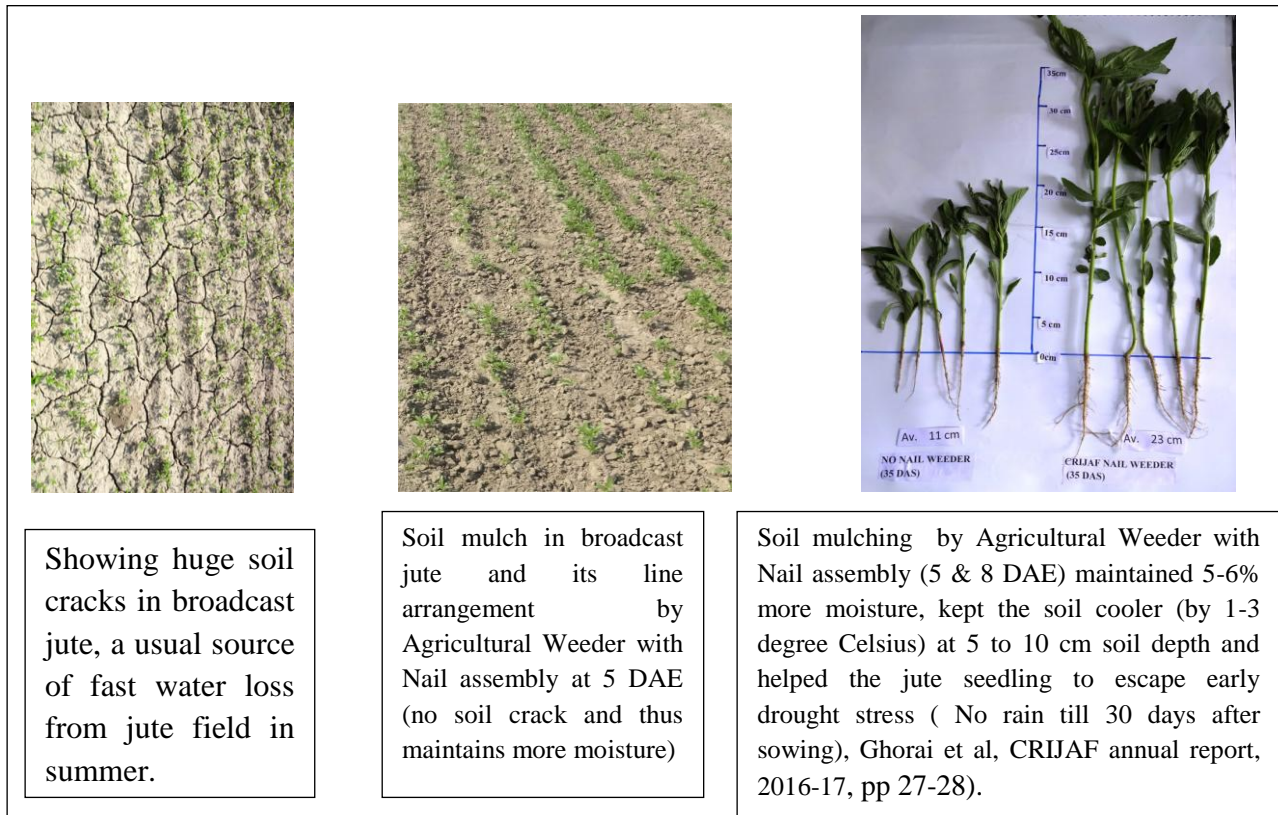 35cm
30 cm
25cm
20 cm
15 cm
10 cm
5 cm
0cm
Av. 11 cm
NO NAIL WEEDER
(35 DAS)
Av. 23 cm
CRIJAF NAIL WEEDER
(35 DAS)
Showing huge soil
cracks in broadcast
jute, a usual source
of fast water loss
from jute field in
summer.
Soil mulch in broadcast
jute and its line
arrangement by
Agricultural Weeder with
Nail assembly at 5 DAE
(no soil crack and thus
maintains more moisture)
Soil mulching by Agricultural Weeder with
Nail assembly (5 & 8 DAE) maintained 5-6%
more moisture, kept the soil cooler (by 1-3
degree Celsius) at 5 to 10 cm soil depth and
helped the jute seedling to escape early
drought stress ( No rain till 30 days after
sowing), Ghorai et al, CRIJAF annual report,
2016-17, pp 27-28).